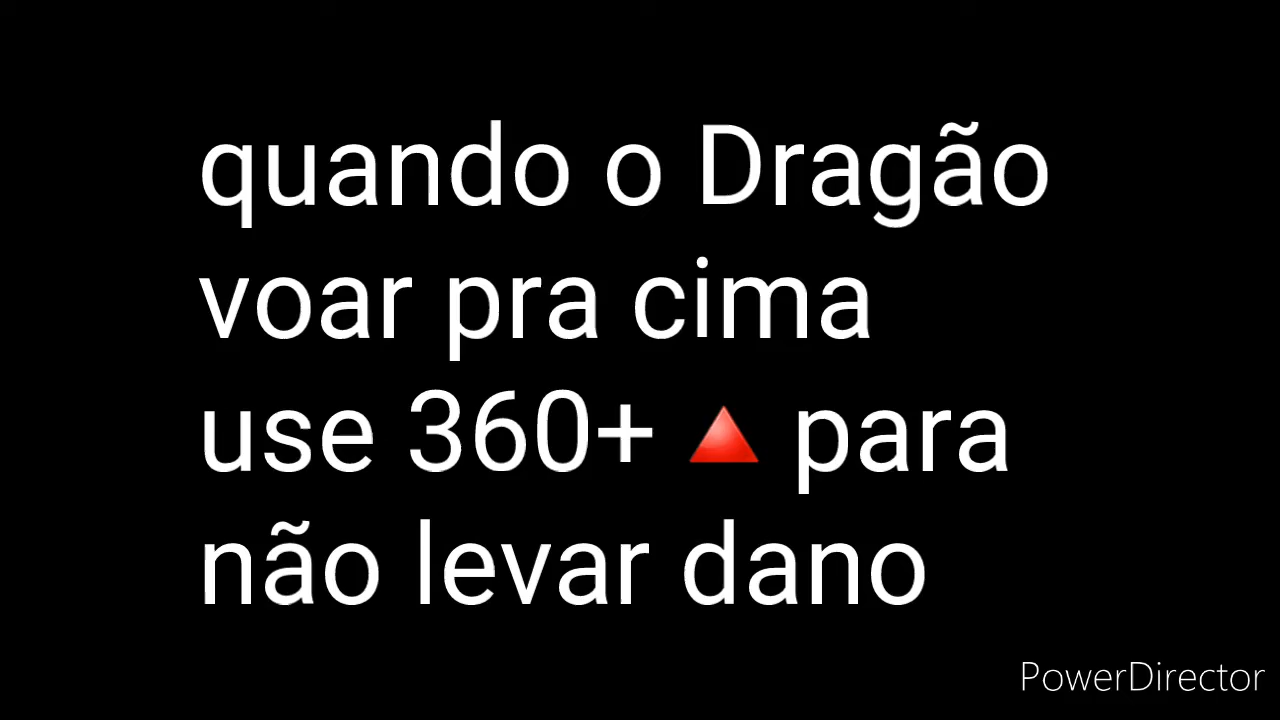 quando o Dragão
voar pra cima
use 360+🔺para
não levar dano
PowerDirector